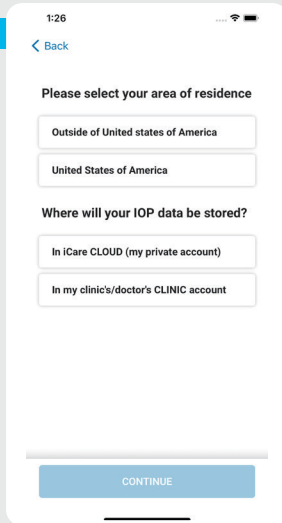 1:26
Back
Please select your area of residence
Outside of United states of America
United States of America
Where will your IOP data be stored?
In iCare CLOUD (my private account)
In my clinic's/doctor's CLINIC account
CONTINUE